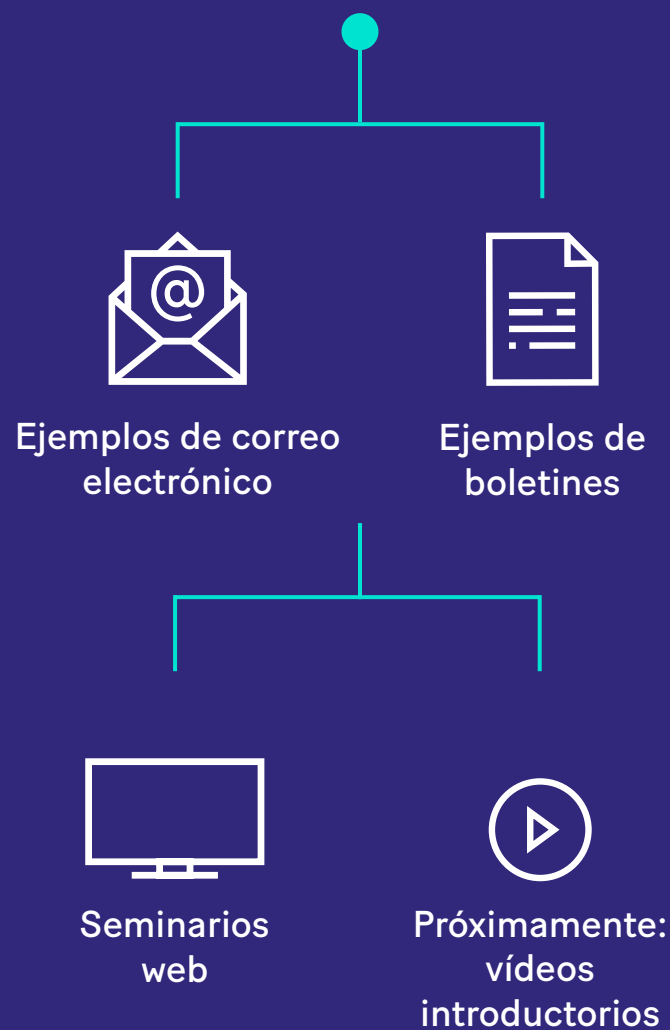 @
Ejemplos de correo
electrónico
Ejemplos de
boletines
Seminarios
web
Próximamente:
vídeos
introductorios